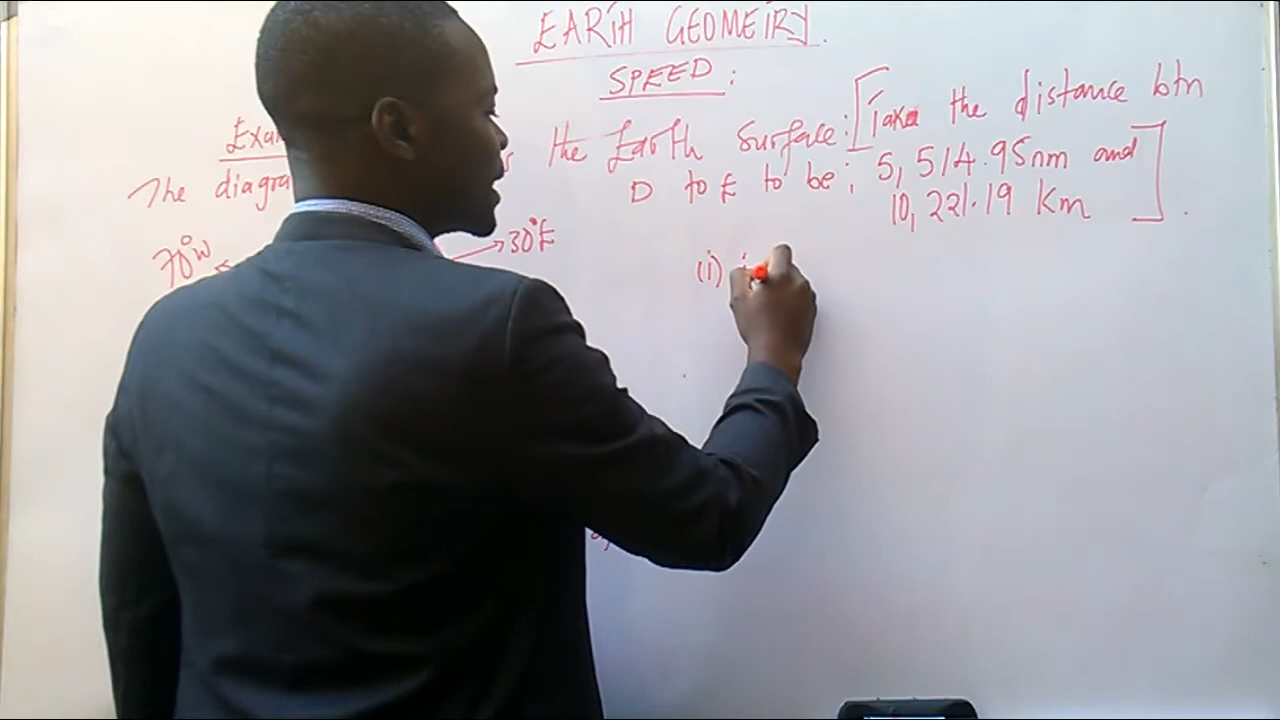 EARTH GEOMETRY.
SPEED:
The diagra
the Earth surface: [Take the distance btn
D to E to be; 5,514.95nm and
10,221.19 Km].
70°W
30°E
(i)